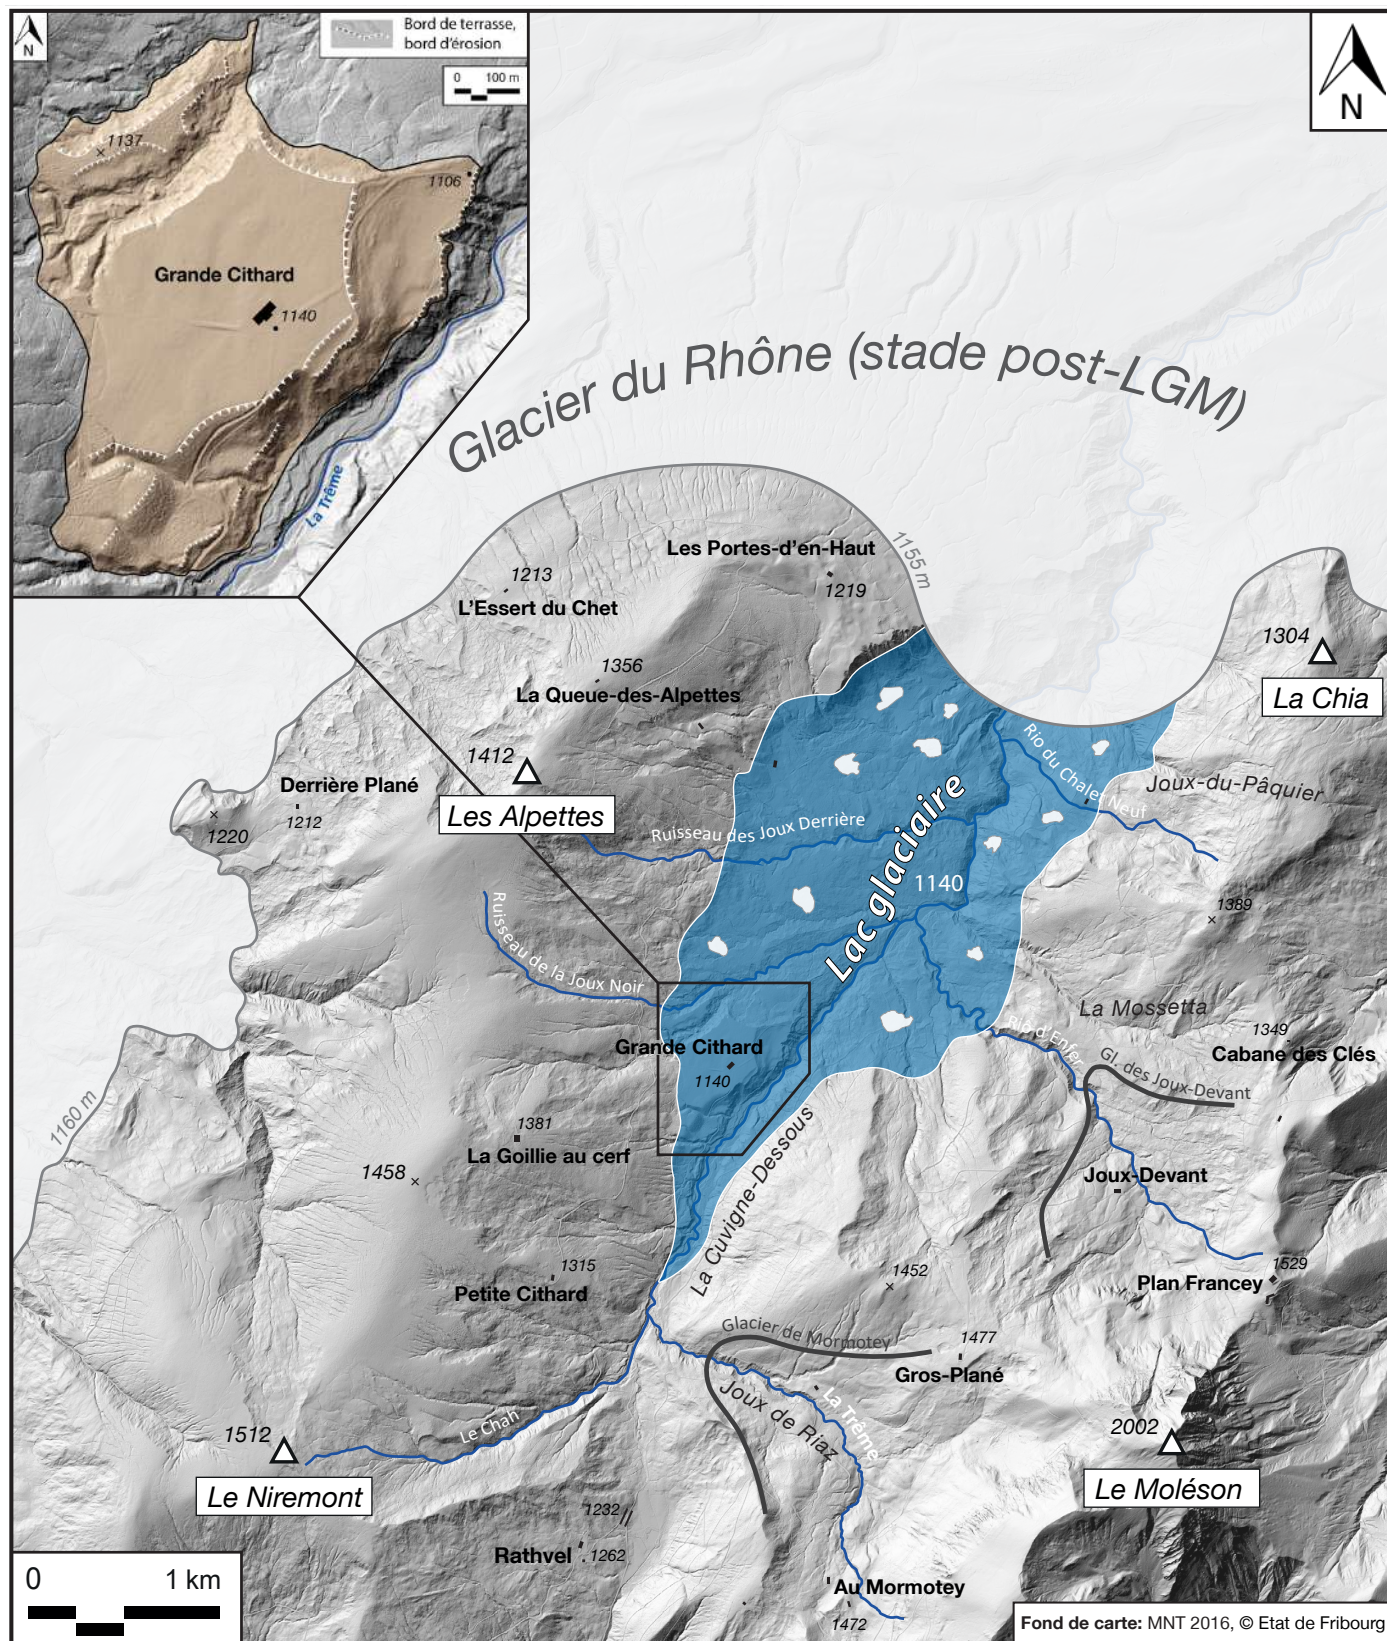 N
Bord de terrasse,
bord d'érosion
0 100 m
1137
1106
Grande Cithard
1140
La Trême
N
Glacier du Rhône (stade post-LGM)
1155 m
Les Portes-d'en-Haut
1219
1213
L'Essert du Chet
1356
La Queue-des-Alpettes
1304
La Chia
1412
Les Alpettes
Derrière Plané
1212
1220
Rio du Chalet Neuf
Joux-du-Pâquier
Ruisseau des Joux Derrière
Lac glaciaire
1140
1389
Ruisseau de la Joux Noir
La Mossetta
Rio d'Enfer
1349
Cabane des Clés
Gl. des Joux-Devant
Grande Cithard
1140
1160 m
1381
La Goillie au cerf
1458
La Cuvigne-Dessous
Joux-Devant
1315
Petite Cithard
1452
1529
Plan Francey
Glacier de Mormotey
1477
Gros-Plané
Joux de Riaz
La Trême
Le Chah
1512
Le Niremont
2002
Le Moléson
1232
Rathvel
1262
Au Mormotey
1472
0 1 km
Fond de carte: MNT 2016, © Etat de Fribourg